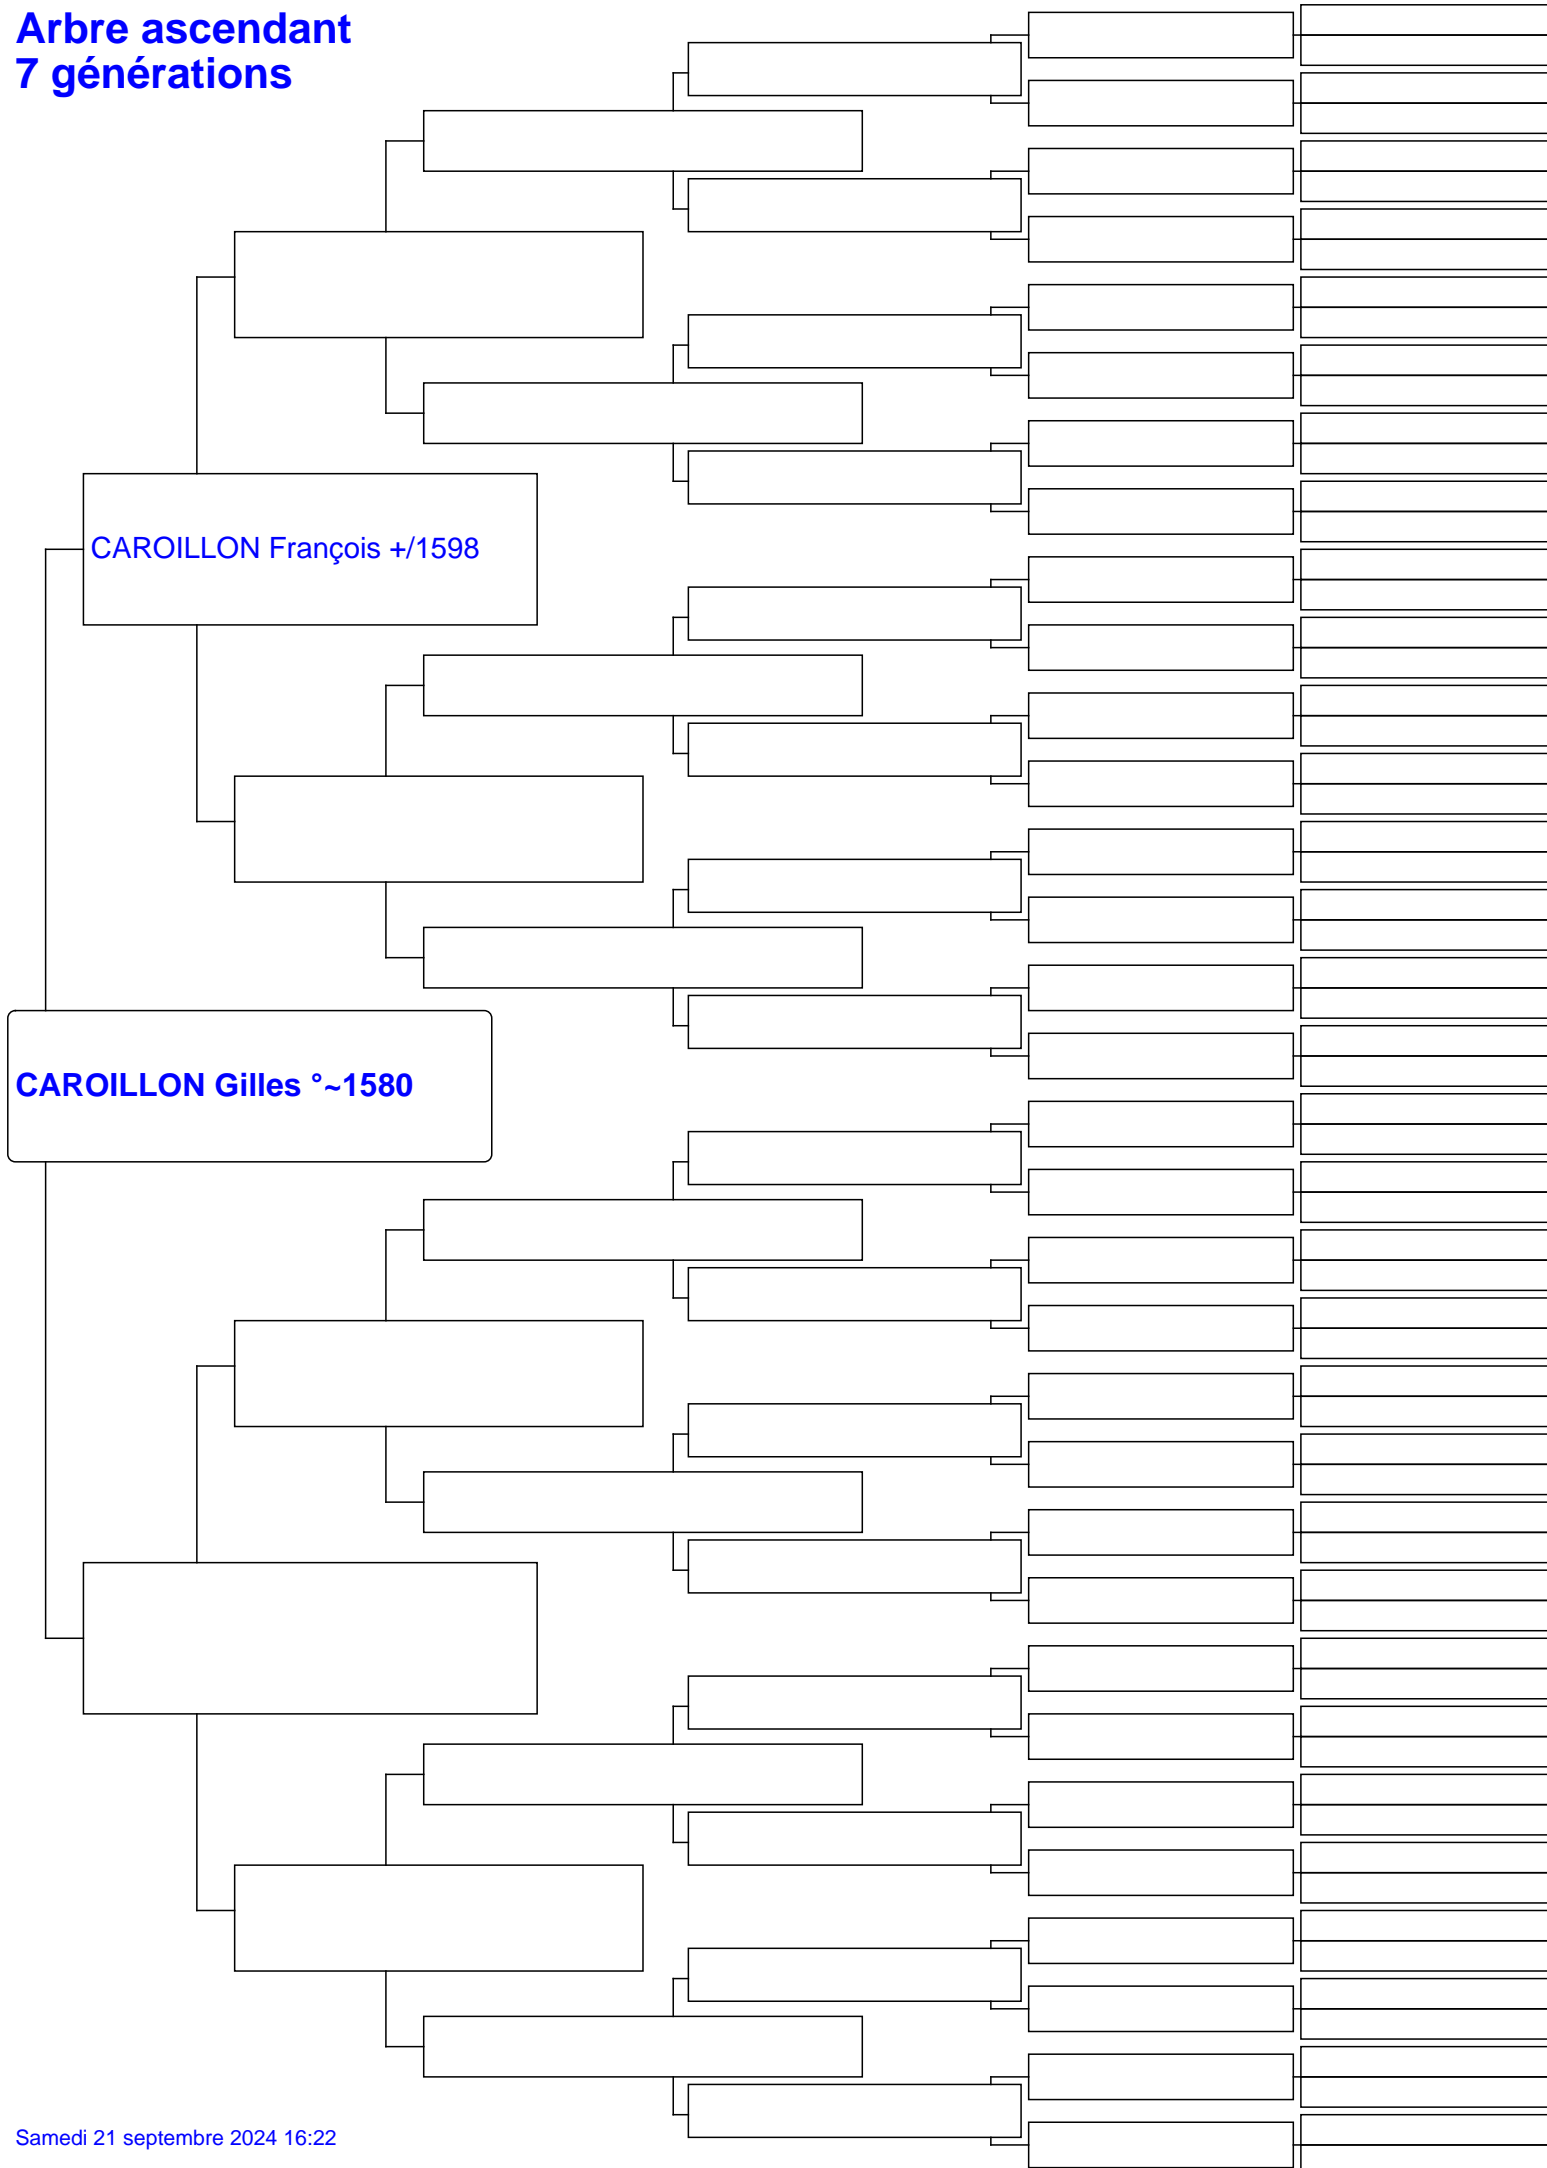 Arbre ascendant
7 générations
CAROILLON François +/1598
CAROILLON Gilles °~1580
Samedi 21 septembre 2024 16:22